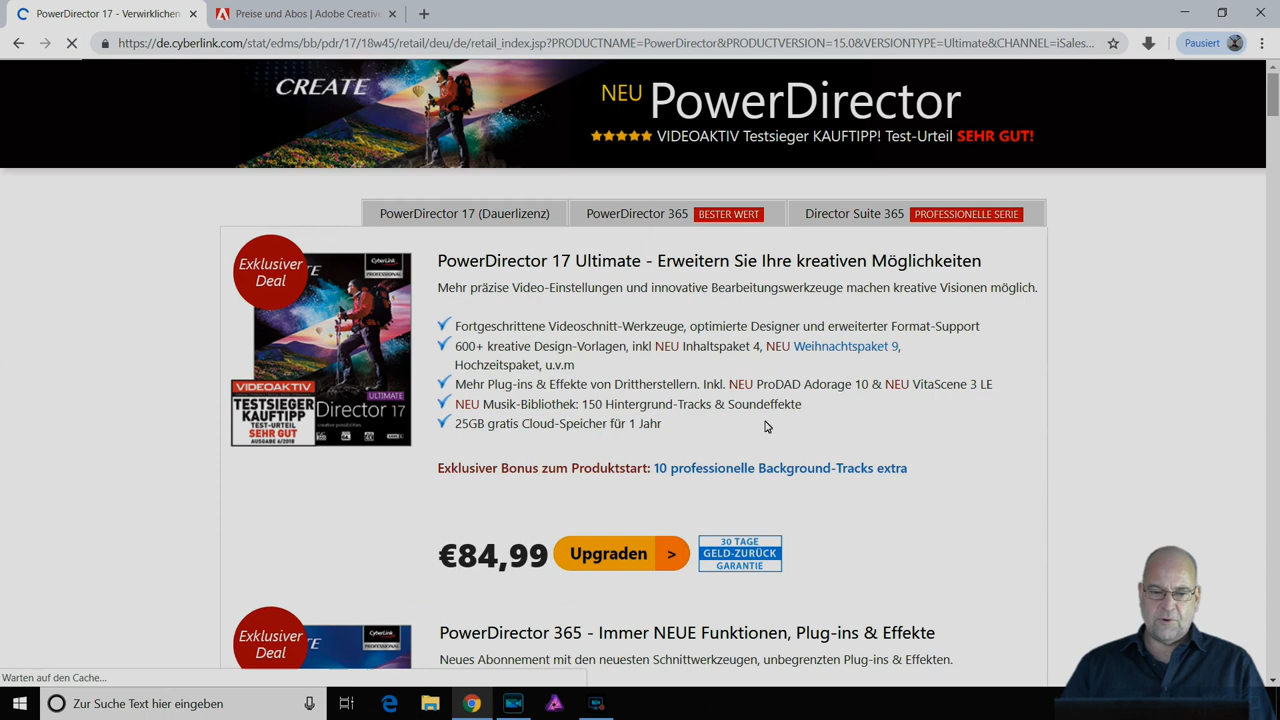 PowerDirector 17 - Verwirklichen
Preise und Abos | Adobe Creative
https://de.cyberlink.com/stat/edms/bb/pdr/17/18w45/retail/deu/de/retail_index.jsp?PRODUCTNAME=PowerDirector&PRODUCTVERSION=15.0&VERSIONTYPE=Ultimate&CHANNEL=iSales...
Pausiert
CREATE
NEU PowerDirector
VIDEOAKTIV Testsieger KAUFTIPP! Test-Urteil SEHR GUT!
PowerDirector 17 (Dauerlizenz)
PowerDirector 365 BESTER WERT
Director Suite 365 PROFESSIONELLE SERIE
Exklusiver
Deal
CyberLink
PROFESSIONAL
VIDEOAKTIV
TESTSIEGER
KAUFTIPP
TEST-URTEIL
SEHR GUT
AUSGABE 6/2018
ULTIMATE
Director 17
PowerDirector 17 Ultimate - Erweitern Sie Ihre kreativen Möglichkeiten
Mehr präzise Video-Einstellungen und innovative Bearbeitungswerkzeuge machen kreative Visionen möglich.
Fortgeschrittene Videoschnitt-Werkzeuge, optimierte Designer und erweiterter Format-Support
600+ kreative Design-Vorlagen, inkl NEU Inhaltspaket 4, NEU Weihnachtspaket 9,
Hochzeitspaket, u.v.m
Mehr Plug-ins & Effekte von Drittherstellern. Inkl. NEU ProDAD Adorage 10 & NEU VitaScene 3 LE
NEU Musik-Bibliothek: 150 Hintergrund-Tracks & Soundeffekte
25GB gratis Cloud-Speicher für 1 Jahr
Exklusiver Bonus zum Produktstart: 10 professionelle Background-Tracks extra
€84,99
Upgraden >
30 TAGE
GELD-ZURÜCK
GARANTIE
Exklusiver
Deal
CyberLink
PROFESSIONAL
PowerDirector 365 - Immer NEUE Funktionen, Plug-ins & Effekte
Neues Abonnement mit den neuesten Schnittwerkzeugen, unbegrenzten Plug-ins & Effekten.
Warten auf den Cache...
Zur Suche Text hier eingeben